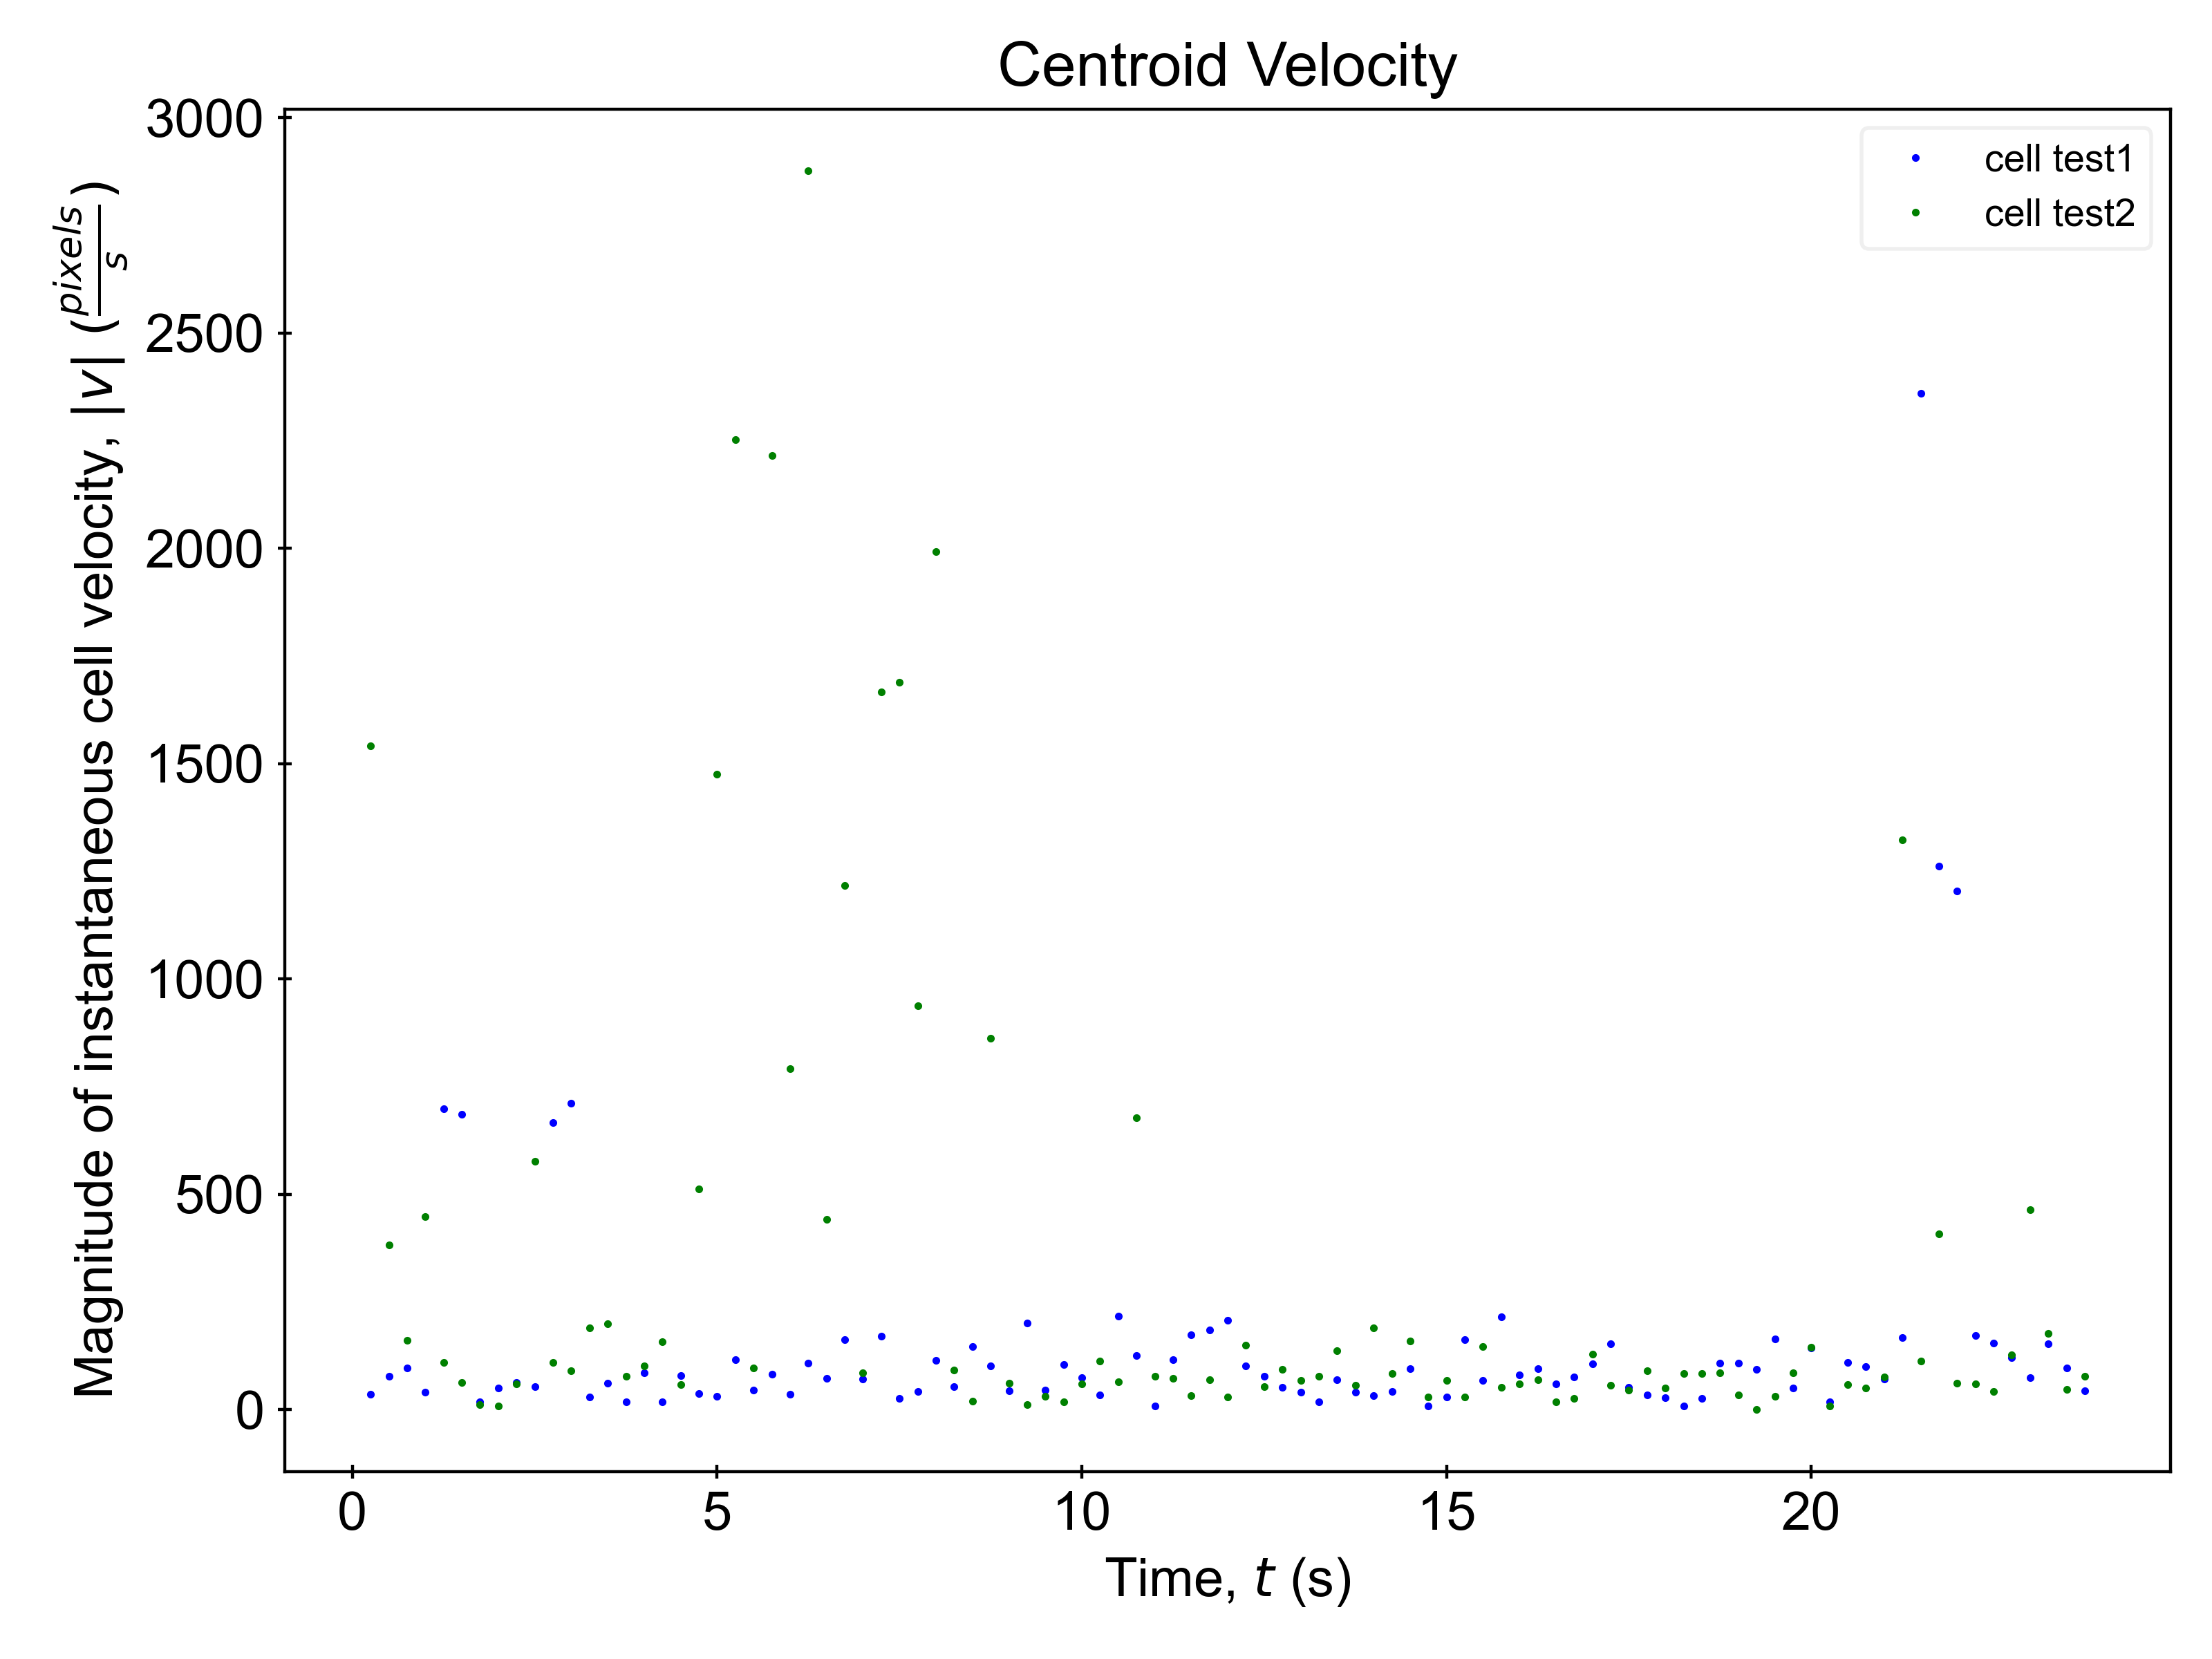 Centroid Velocity
3000
2500
2000
1500
1000
500
0
Magnitude of instantaneous cell velocity, |v| (pixels/s)
cell test1
cell test2
0 5 10 15 20
Time, t (s)